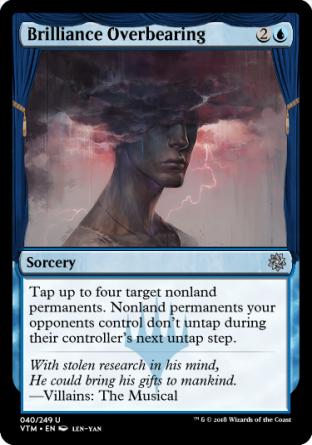 Brilliance Overbearing 2
Sorcery
Tap up to four target nonland
permanents. Nonland permanents your
opponents control don't untap during
their controller's next untap step.
With stolen research in his mind,
He could bring his gifts to mankind.
—Villains: The Musical
040/249 U
VTM • EN LEN-YAN
™ & © 2018 Wizards of the Coast